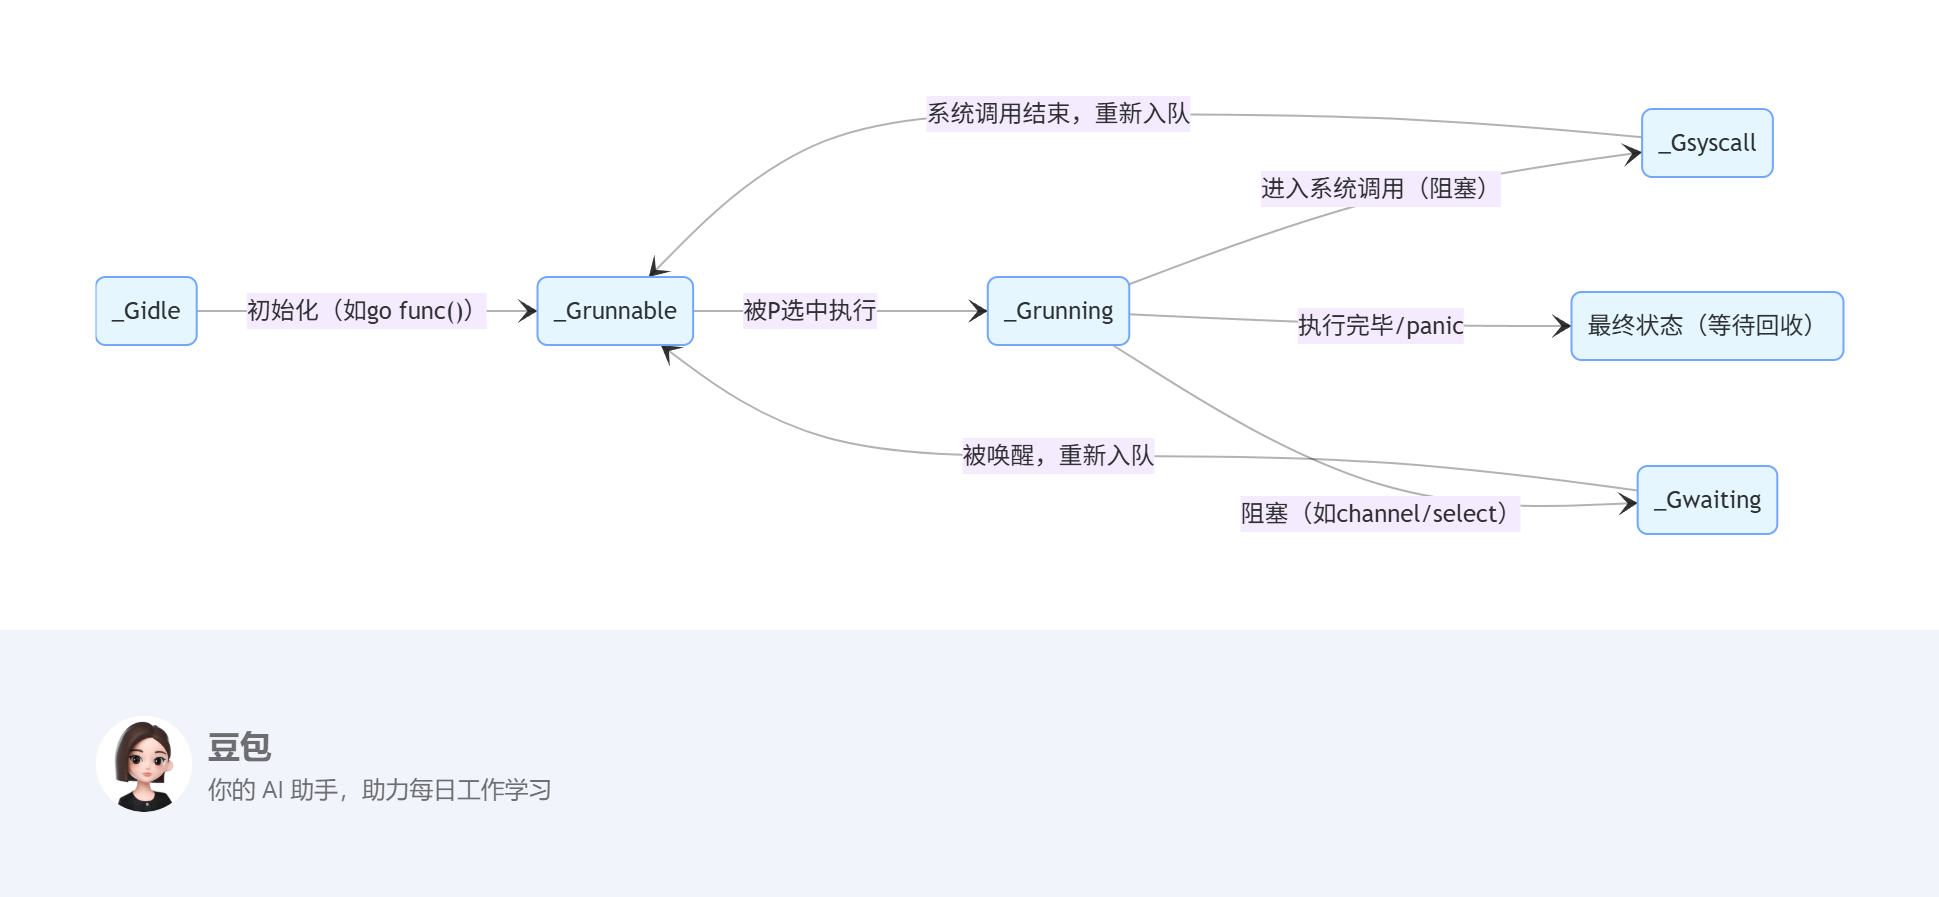 系统调用结束，重新入队
_Gsyscall
进入系统调用（阻塞）
_Gidle
初始化（如go func()）
_Grunnable
被P选中执行
_Grunning
执行完毕/panic
最终状态（等待回收）
被唤醒，重新入队
阻塞（如channel/select）
_Gwaiting
豆包
你的 AI 助手，助力每日工作学习